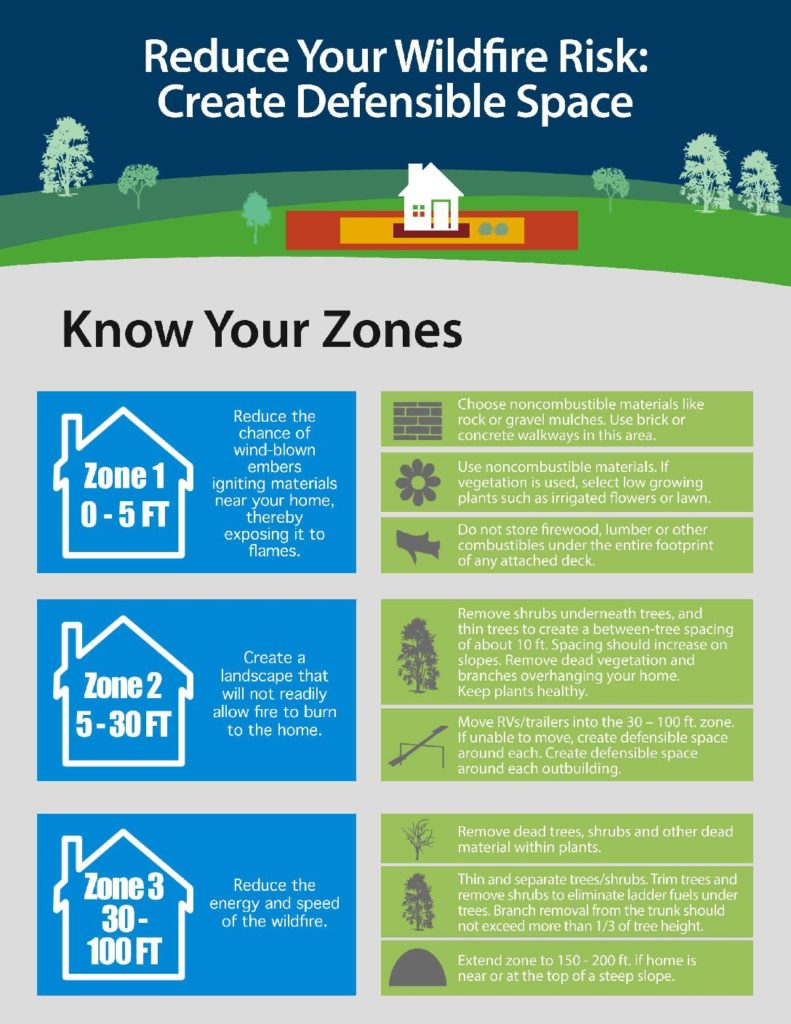 Reduce Your Wildfire Risk:
Create Defensible Space
Know Your Zones
Zone 1
0 - 5 FT
Reduce the
chance of
wind-blown
embers
igniting materials
near your home,
thereby
exposing it to
flames.
Choose noncombustible materials like
rock or gravel mulches. Use brick or
concrete walkways in this area.
Use noncombustible materials. If
vegetation is used, select low growing
plants such as irrigated flowers or lawn.
Do not store firewood, lumber or other
combustibles under the entire footprint
of any attached deck.
Zone 2
5 - 30 FT
Create a
landscape that
will not readily
allow fire to burn
to the home.
Remove shrubs underneath trees, and
thin trees to create a between-tree spacing
of about 10 ft. Spacing should increase on
slopes. Remove dead vegetation and
branches overhanging your home.
Keep plants healthy.
Move RVs/trailers into the 30 – 100 ft. zone.
If unable to move, create defensible space
around each. Create defensible space
around each outbuilding.
Zone 3
30 -
100 FT
Reduce the
energy and speed
of the wildfire.
Remove dead trees, shrubs and other dead
material within plants.
Thin and separate trees/shrubs. Trim trees and
remove shrubs to eliminate ladder fuels under
trees. Branch removal from the trunk should
not exceed more than 1/3 of tree height.
Extend zone to 150 - 200 ft. if home is
near or at the top of a steep slope.